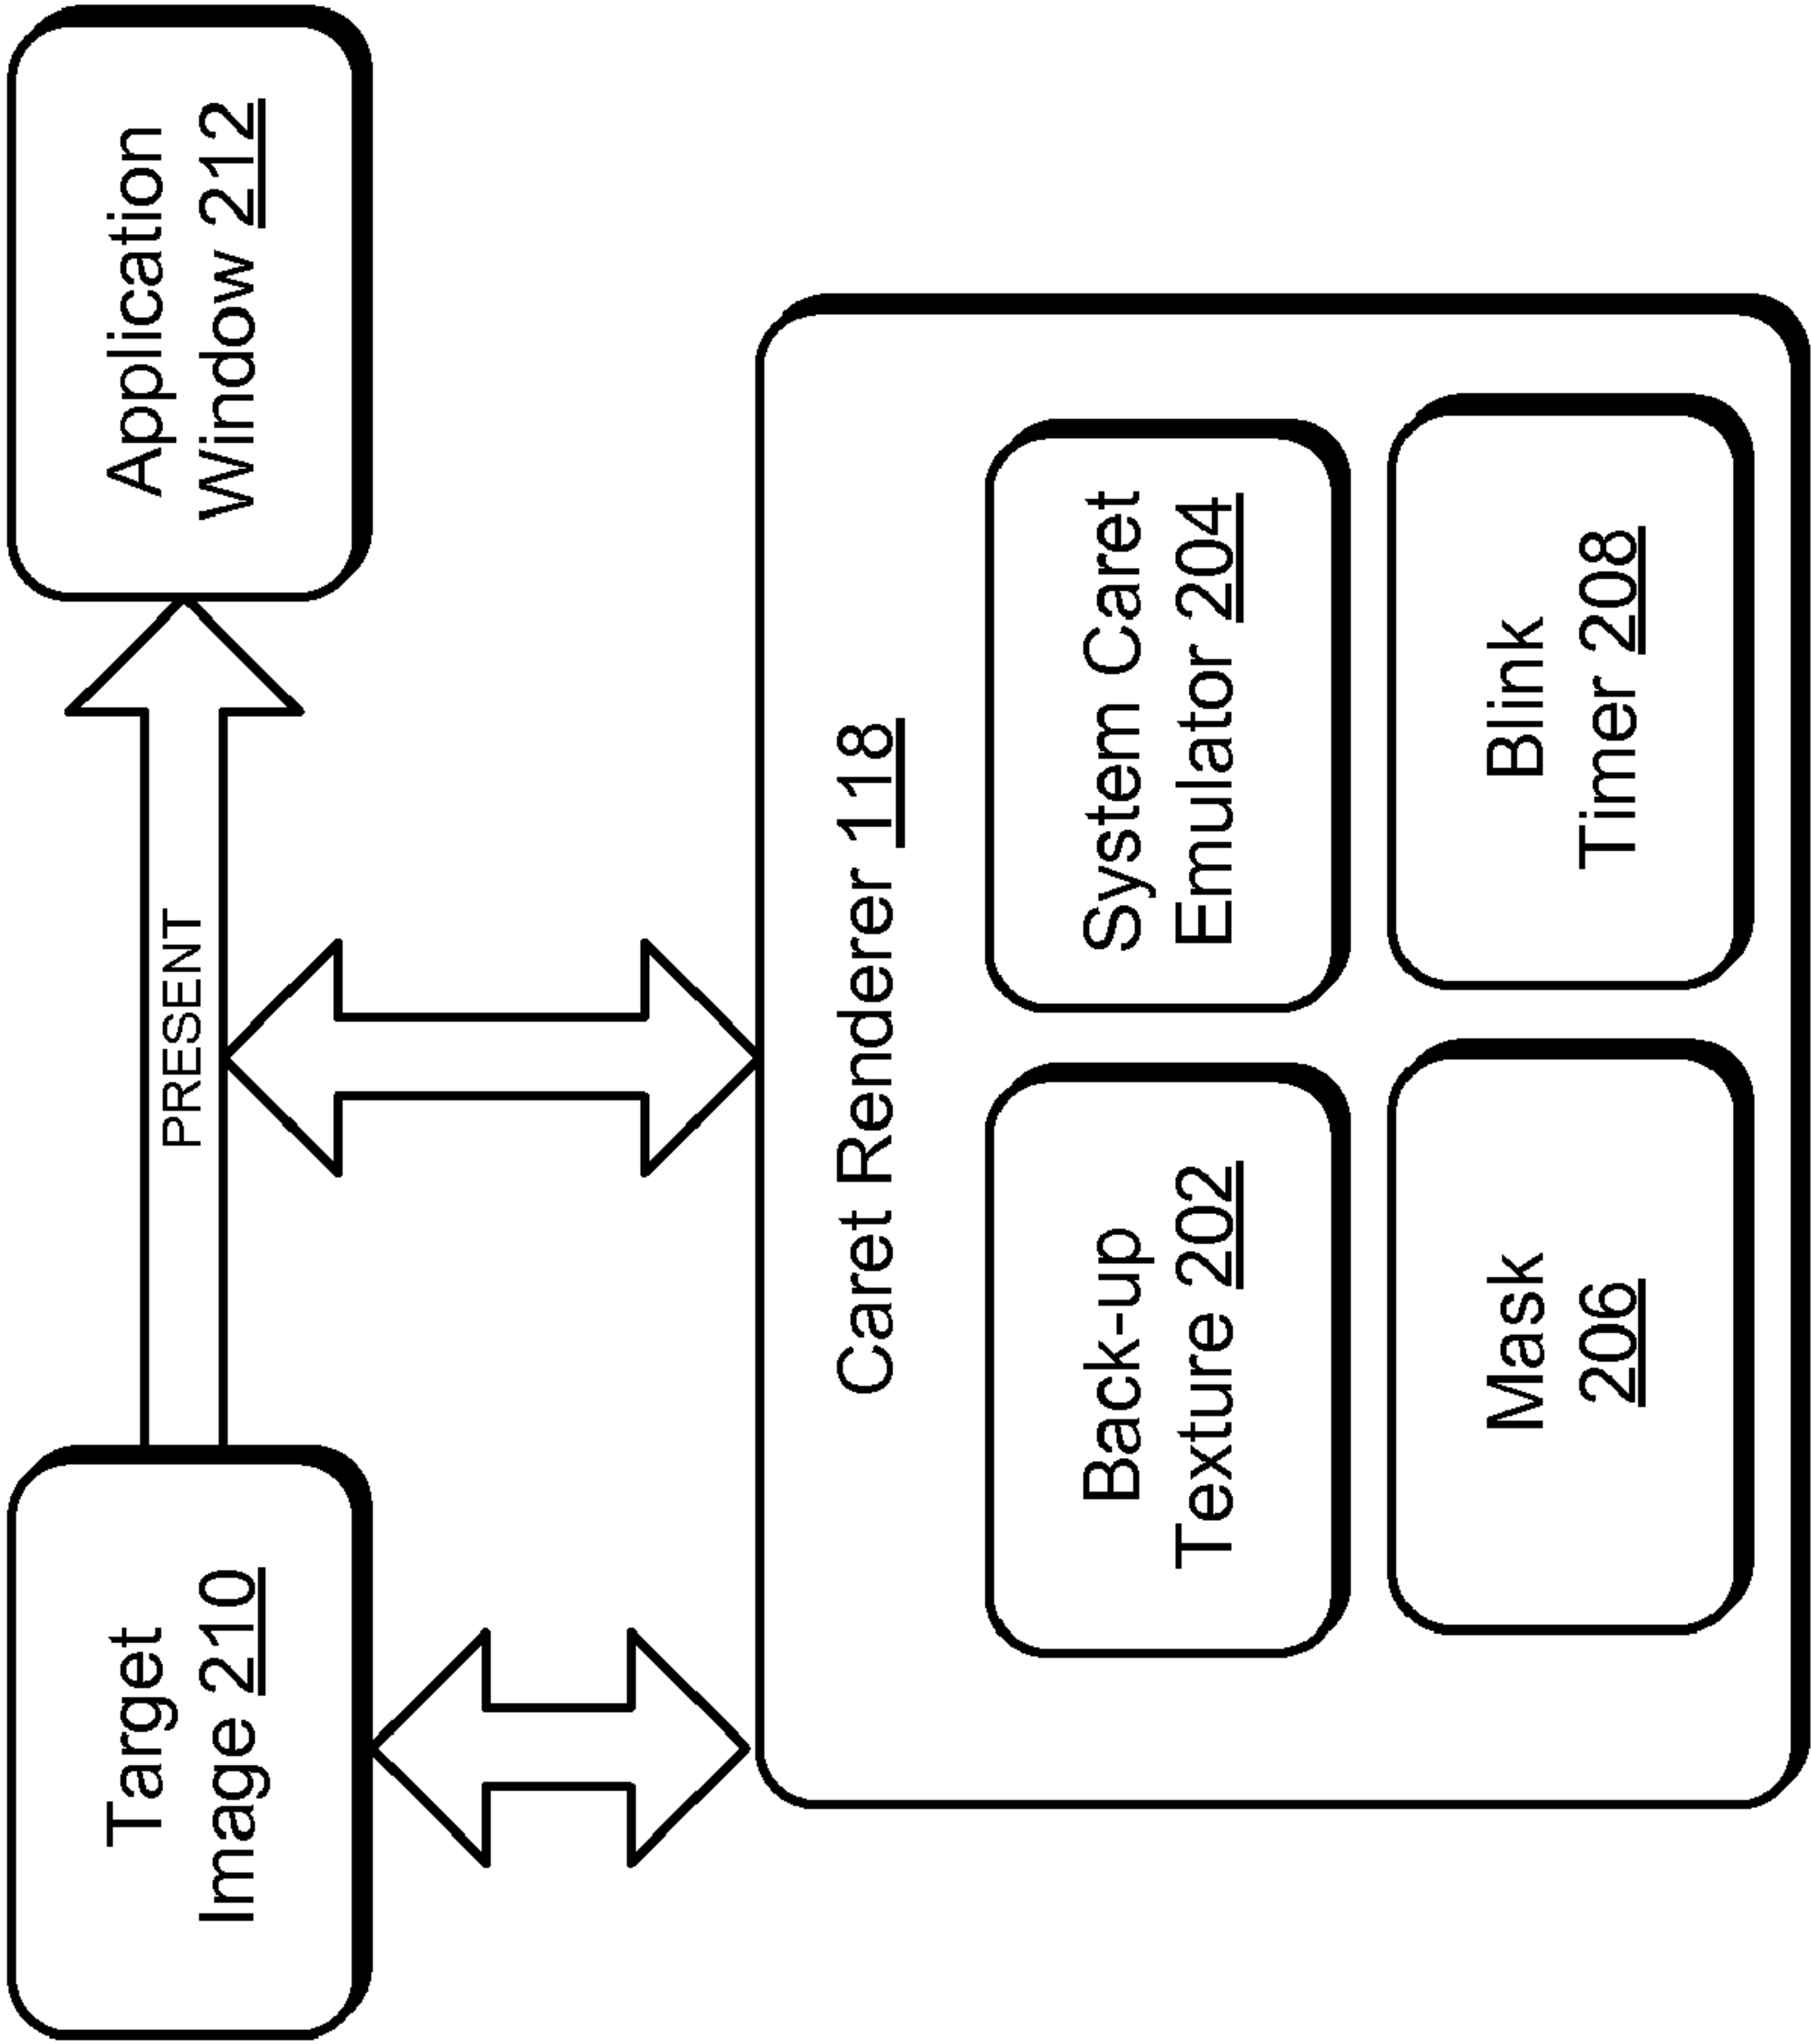 Target
Image 210
PRESENT
Application
Window 212
Caret Renderer 118
Back-up
Texture 202
System Caret
Emulator 204
Mask
206
Blink
Timer 208